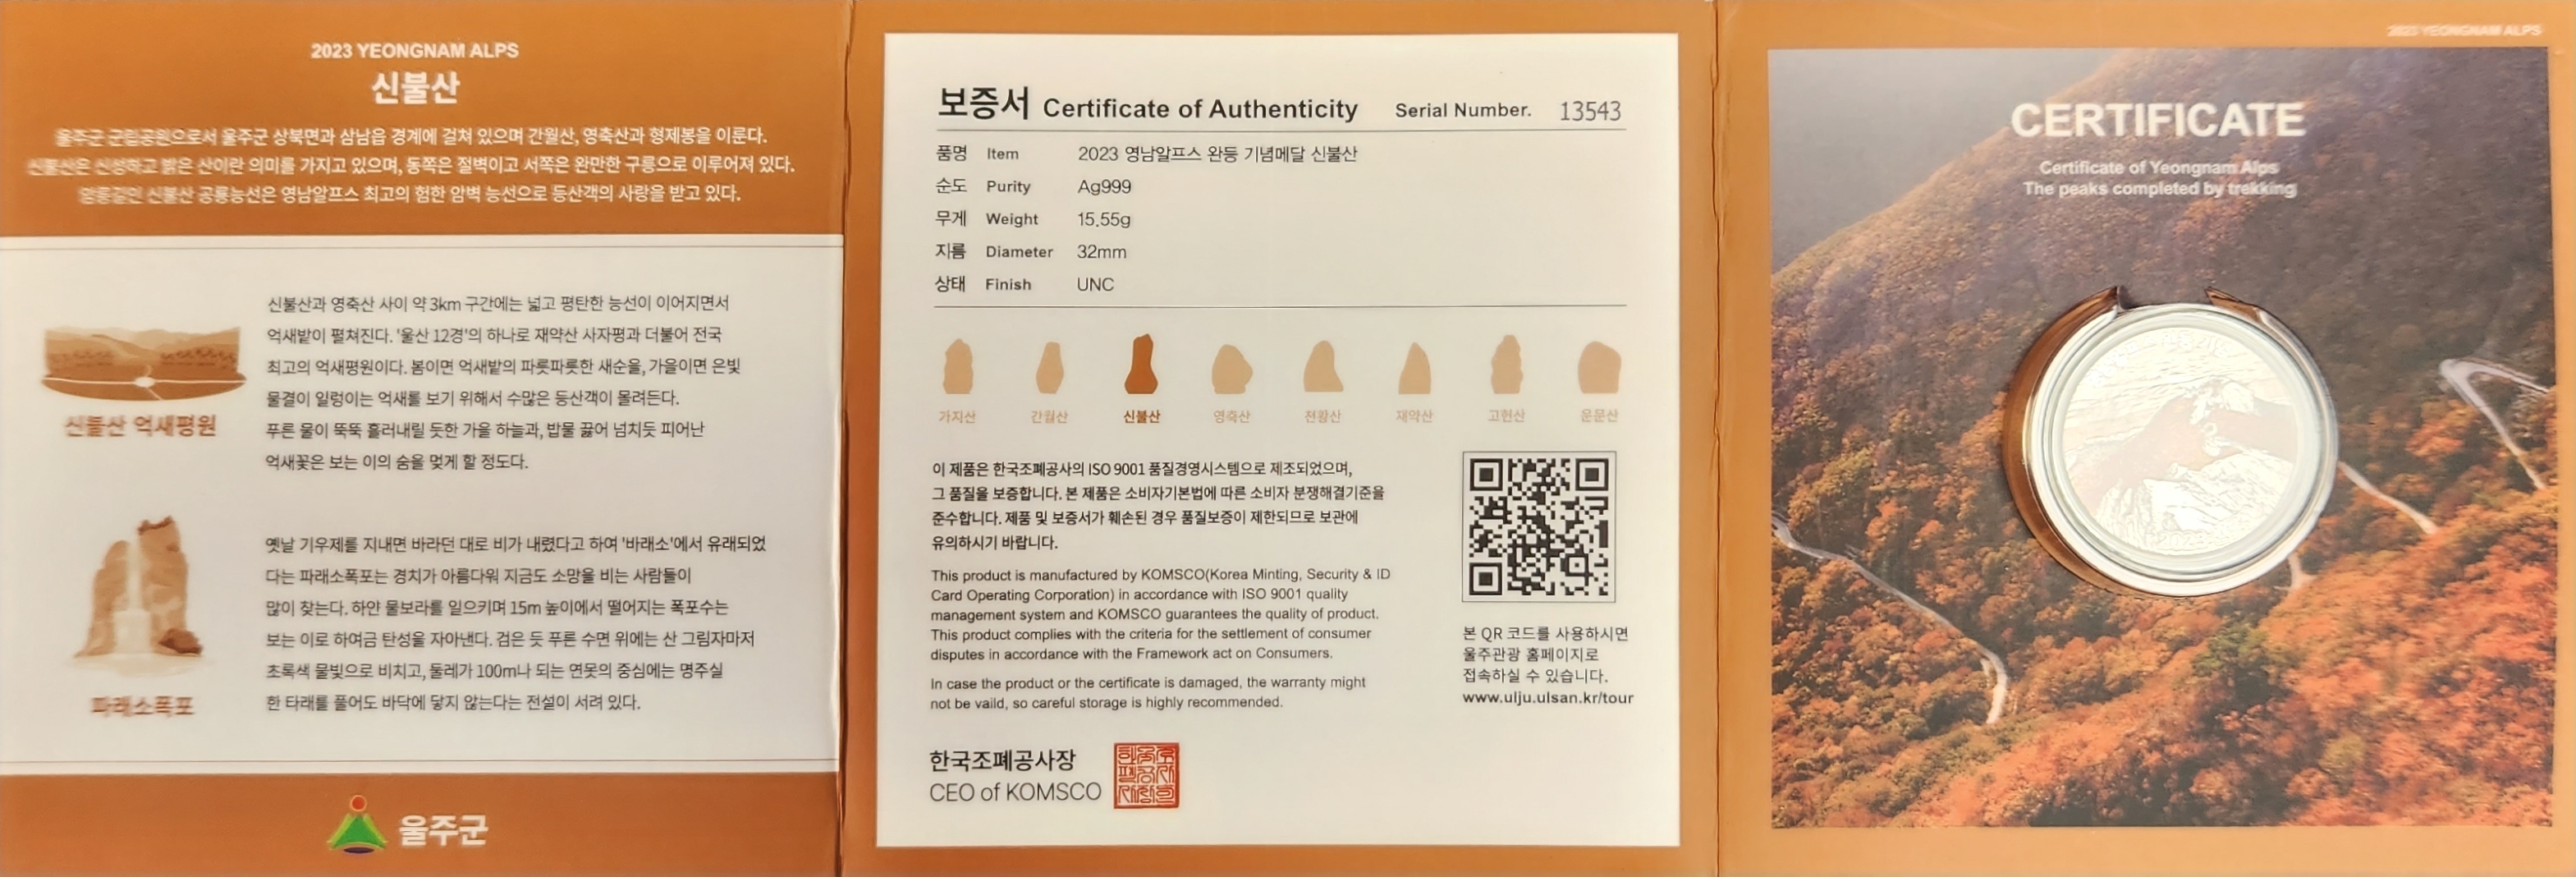 2023 YEONGNAM ALPS
신불산
울주군 군립공원으로서 울주군 상북면과 삼남읍 경계에 걸쳐 있으며 간월산, 영축산과 형제봉을 이룬다.
신불산은 신성하고 밝은 산이란 의미를 가지고 있으며, 동쪽은 절벽이고 서쪽은 완만한 구릉으로 이루어져 있다.
암릉길인 신불산 공룡능선은 영남알프스 최고의 험한 암벽 능선으로 등산객의 사랑을 받고 있다.
신불산 억새평원
신불산과 영축산 사이 약 3km 구간에는 넓고 평탄한 능선이 이어지면서
억새밭이 펼쳐진다. '울산 12경'의 하나로 재약산 사자평과 더불어 전국
최고의 억새평원이다. 봄이면 억새밭의 파릇파릇한 새순을, 가을이면 은빛
물결이 일렁이는 억새를 보기 위해서 수많은 등산객이 몰려든다.
푸른 물이 뚝뚝 흘러내릴 듯한 가을 하늘과, 밥물 끓어 넘치듯 피어난
억새꽃은 보는 이의 숨을 멎게 할 정도다.
파래소폭포
옛날 기우제를 지내면 바라던 대로 비가 내렸다고 하여 '바래소'에서 유래되었
다는 파래소폭포는 경치가 아름다워 지금도 소망을 비는 사람들이
많이 찾는다. 하얀 물보라를 일으키며 15m 높이에서 떨어지는 폭포수는
보는 이로 하여금 탄성을 자아낸다. 검은 듯 푸른 수면 위에는 산 그림자마저
초록색 물빛으로 비치고, 둘레가 100m나 되는 연못의 중심에는 명주실
한 타래를 풀어도 바닥에 닿지 않는다는 전설이 서려 있다.
울주군
보증서 Certificate of Authenticity Serial Number. 13543
품명 Item 2023 영남알프스 완등 기념메달 신불산
순도 Purity Ag999
무게 Weight 15.55g
지름 Diameter 32mm
상태 Finish UNC
가지산 간월산 신불산 영축산 천황산 재약산 고헌산 운문산
이 제품은 한국조폐공사의 ISO 9001 품질경영시스템으로 제조되었으며,
그 품질을 보증합니다. 본 제품은 소비자기본법에 따른 소비자 분쟁해결기준을
준수합니다. 제품 및 보증서가 훼손된 경우 품질보증이 제한되므로 보관에
유의하시기 바랍니다.
This product is manufactured by KOMSCO(Korea Minting, Security & ID
Card Operating Corporation) in accordance with ISO 9001 quality
management system and KOMSCO guarantees the quality of product.
This product complies with the criteria for the settlement of consumer
disputes in accordance with the Framework act on Consumers.
In case the product or the certificate is damaged, the warranty might
not be vaild, so careful storage is highly recommended.
본 QR 코드를 사용하시면
울주관광 홈페이지로
접속하실 수 있습니다.
www.ulju.ulsan.kr/tour
한국조폐공사장
CEO of KOMSCO
2023 YEONGNAM ALPS
CERTIFICATE
Certificate of Yeongnam Alps
The peaks completed by trekking
2023